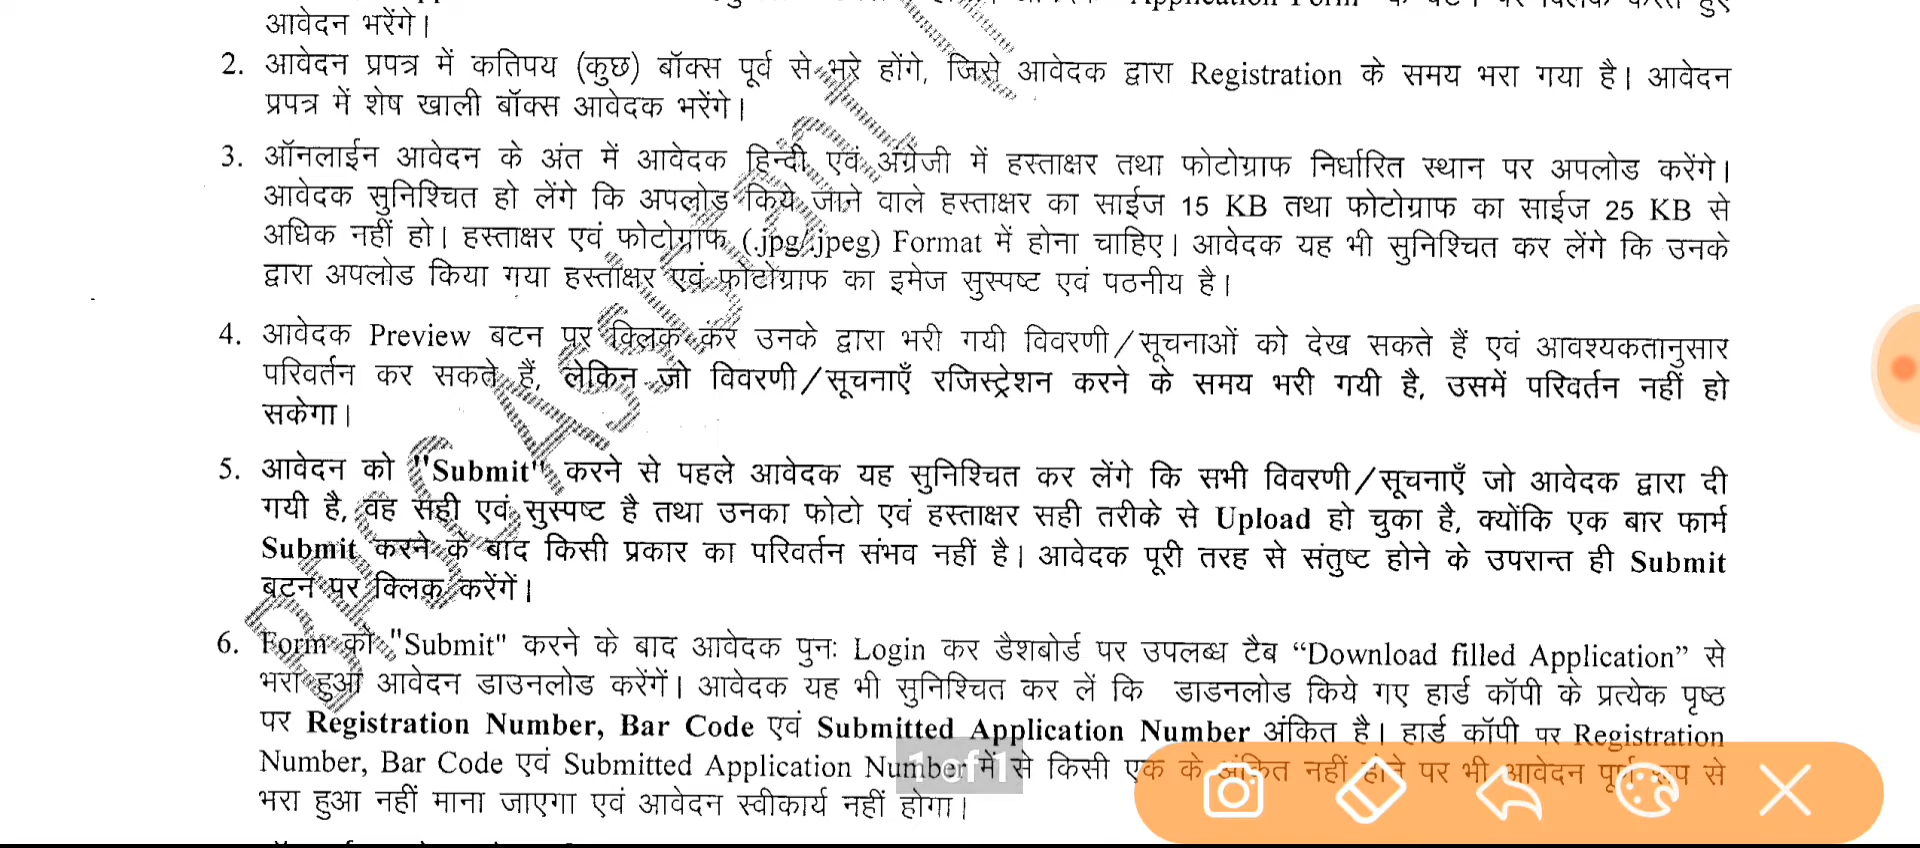 आवेदन भरेंगे।
2. आवेदन प्रपत्र में कतिपय (कुछ) बॉक्स पूर्व से भरे होंगे, जिसे आवेदक द्वारा Registration के समय भरा गया है। आवेदन
प्रपत्र में शेष खाली बॉक्स आवेदक भरेंगे।
3. ऑनलाईन आवेदन के अंत में आवेदक हिन्दी एवं अंग्रेजी में हस्ताक्षर तथा फोटोग्राफ निर्धारित स्थान पर अपलोड करेंगे।
आवेदक सुनिश्चित हो लेंगे कि अपलोड किये जाने वाले हस्ताक्षर का साईज 15 KB तथा फोटोग्राफ का साईज 25 KB से
अधिक नहीं हो। हस्ताक्षर एवं फोटोग्राफ (.jpg/.jpeg) Format में होना चाहिए। आवेदक यह भी सुनिश्चित कर लेंगे कि उनके
द्वारा अपलोड किया गया हस्ताक्षर एवं फोटोग्राफ का इमेज सुस्पष्ट एवं पठनीय है।
4. आवेदक Preview बटन पर क्लिक कर उनके द्वारा भरी गयी विवरणी/सूचनाओं को देख सकते हैं एवं आवश्यकतानुसार
परिवर्तन कर सकते हैं, लेकिन जो विवरणी/सूचनाएँ रजिस्ट्रेशन करने के समय भरी गयी है, उसमें परिवर्तन नहीं हो
सकेगा।
5. आवेदन को "Submit" करने से पहले आवेदक यह सुनिश्चित कर लेंगे कि सभी विवरणी/सूचनाएँ जो आवेदक द्वारा दी
गयी है, वह सही एवं सुस्पष्ट है तथा उनका फोटो एवं हस्ताक्षर सही तरीके से Upload हो चुका है, क्योंकि एक बार फार्म
Submit करने के बाद किसी प्रकार का परिवर्तन संभव नहीं है। आवेदक पूरी तरह से संतुष्ट होने के उपरान्त ही Submit
बटन पर क्लिक करेंगें।
6. Form को "Submit" करने के बाद आवेदक पुनः Login कर डैशबोर्ड पर उपलब्ध टैब “Download filled Application” से
भरा हुआ आवेदन डाउनलोड करेंगें। आवेदक यह भी सुनिश्चित कर लें कि डाडनलोड किये गए हार्ड कॉपी के प्रत्येक पृष्ठ
पर Registration Number, Bar Code एवं Submitted Application Number अंकित है। हार्ड कॉपी पर Registration
Number, Bar Code एवं Submitted Application Number में से किसी एक के अंकित नहीं होने पर भी आवेदन पूर्ण रूप से
भरा हुआ नहीं माना जाएगा एवं आवेदन स्वीकार्य नहीं होगा।
1 of 1
BPSC ASSISTANT